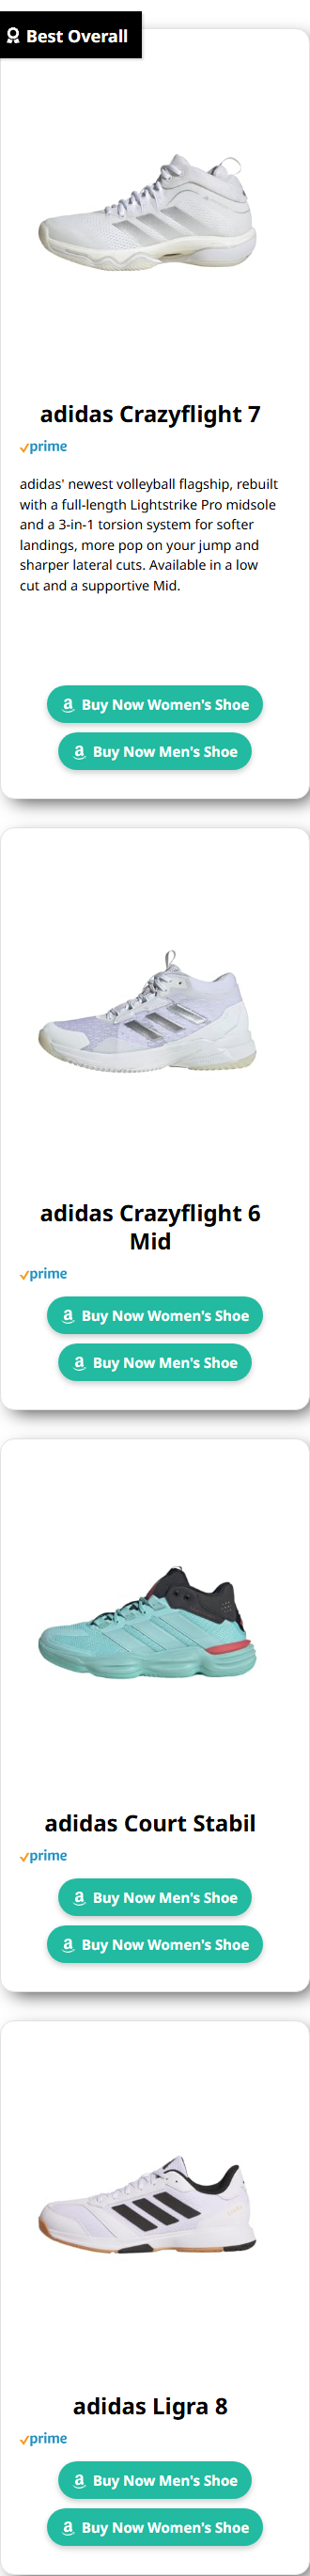 Best Overall
adidas Crazyflight 7
prime
adidas' newest volleyball flagship, rebuilt
with a full-length Lightstrike Pro midsole
and a 3-in-1 torsion system for softer
landings, more pop on your jump and
sharper lateral cuts. Available in a low
cut and a supportive Mid.
Buy Now Women's Shoe
Buy Now Men's Shoe
adidas Crazyflight 6
Mid
prime
Buy Now Women's Shoe
Buy Now Men's Shoe
adidas Court Stabil
prime
Buy Now Men's Shoe
Buy Now Women's Shoe
adidas Ligra 8
prime
Buy Now Men's Shoe
Buy Now Women's Shoe